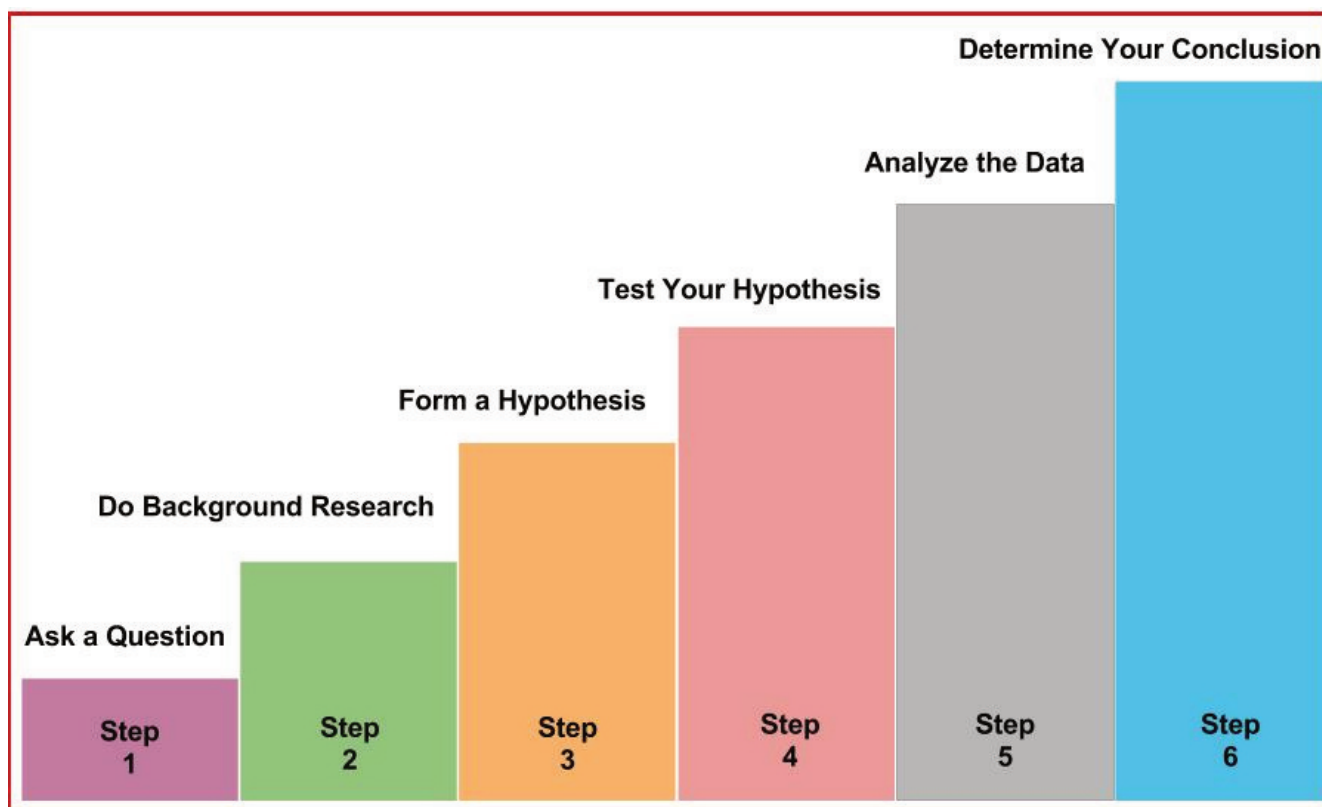 Determine Your Conclusion
Analyze the Data
Test Your Hypothesis
Form a Hypothesis
Do Background Research
Ask a Question
Step
1
Step
2
Step
3
Step
4
Step
5
Step
6